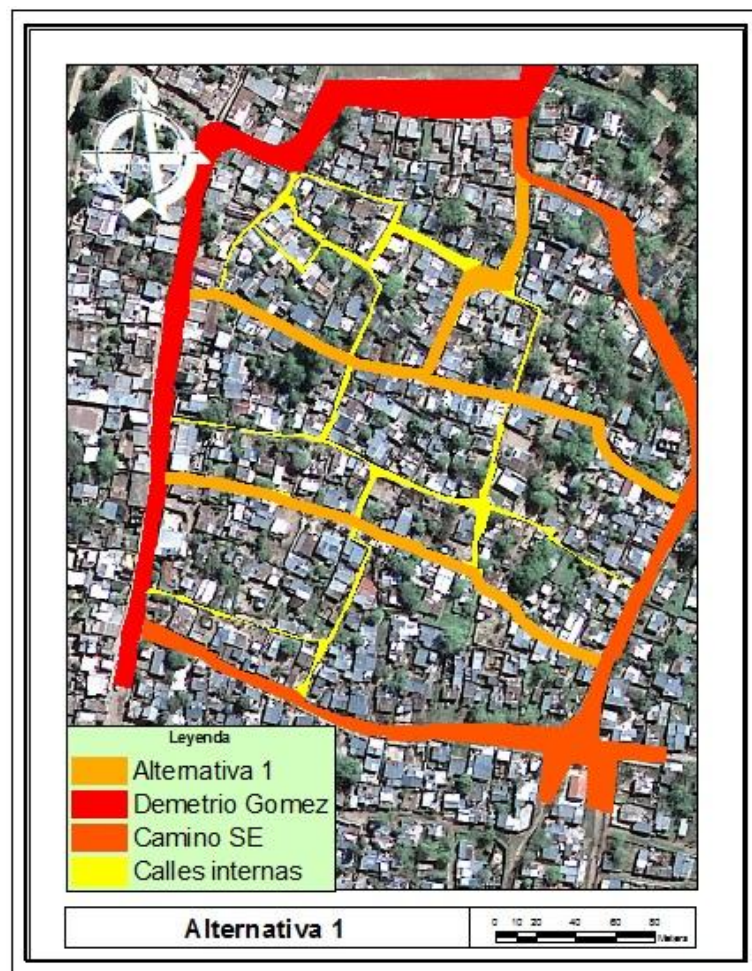 Leyenda
Alternativa 1
Demetrio Gomez
Camino SE
Calles internas
Alternativa 1
0 10 20 40 60 80
Meters